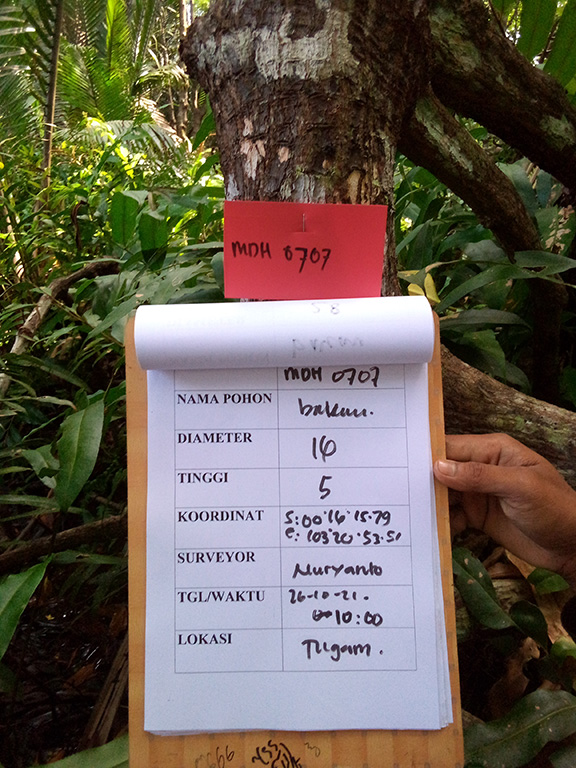 MDH 0707
MDH 0707
NAMA POHON bakau.
DIAMETER 16
TINGGI 5
KOORDINAT S: 00°16'15.79
E: 103°20'53.51
SURVEYOR Nuryanto
TGL/WAKTU 26-10-21.
10:00
LOKASI Tugam.